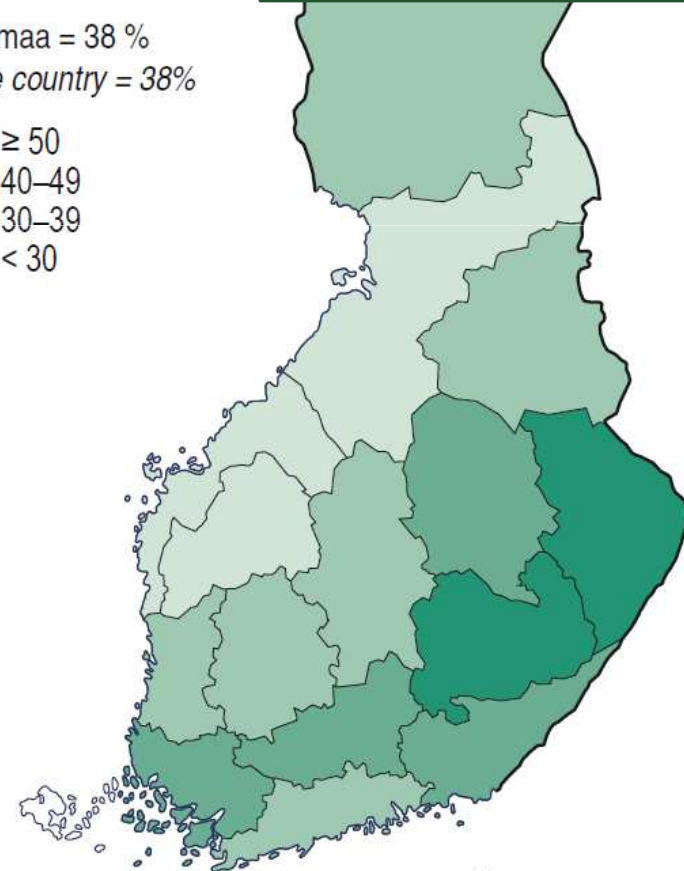 maa = 38 %
e country = 38%
≥ 50
40–49
30–39
< 30